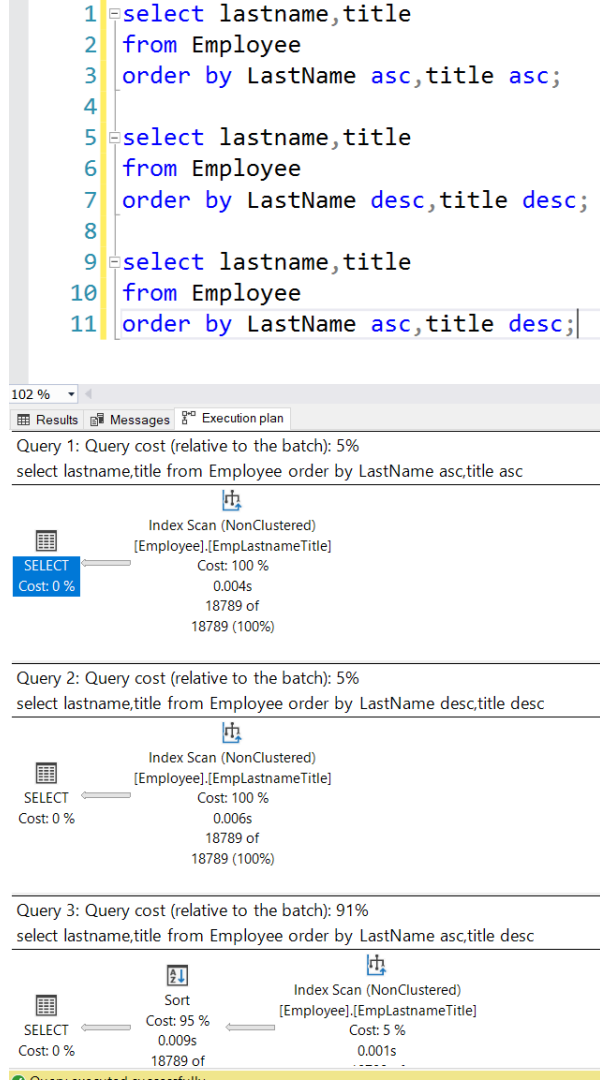 1 select lastname,title
2 from Employee
3 order by LastName asc,title asc;
4
5 select lastname,title
6 from Employee
7 order by LastName desc,title desc;
8
9 select lastname,title
10 from Employee
11 order by LastName asc,title desc;
102 %
Results Messages Execution plan
Query 1: Query cost (relative to the batch): 5%
select lastname,title from Employee order by LastName asc,title asc
Index Scan (NonClustered)
[Employee].[EmpLastnameTitle]
SELECT Cost: 100 %
Cost: 0 % 0.004s
18789 of
18789 (100%)
Query 2: Query cost (relative to the batch): 5%
select lastname,title from Employee order by LastName desc,title desc
Index Scan (NonClustered)
[Employee].[EmpLastnameTitle]
SELECT Cost: 100 %
Cost: 0 % 0.006s
18789 of
18789 (100%)
Query 3: Query cost (relative to the batch): 91%
select lastname,title from Employee order by LastName asc,title desc
Index Scan (NonClustered)
Sort [Employee].[EmpLastnameTitle]
SELECT Cost: 95 % Cost: 5 %
Cost: 0 % 0.009s 0.001s
18789 of
Query executed successfully